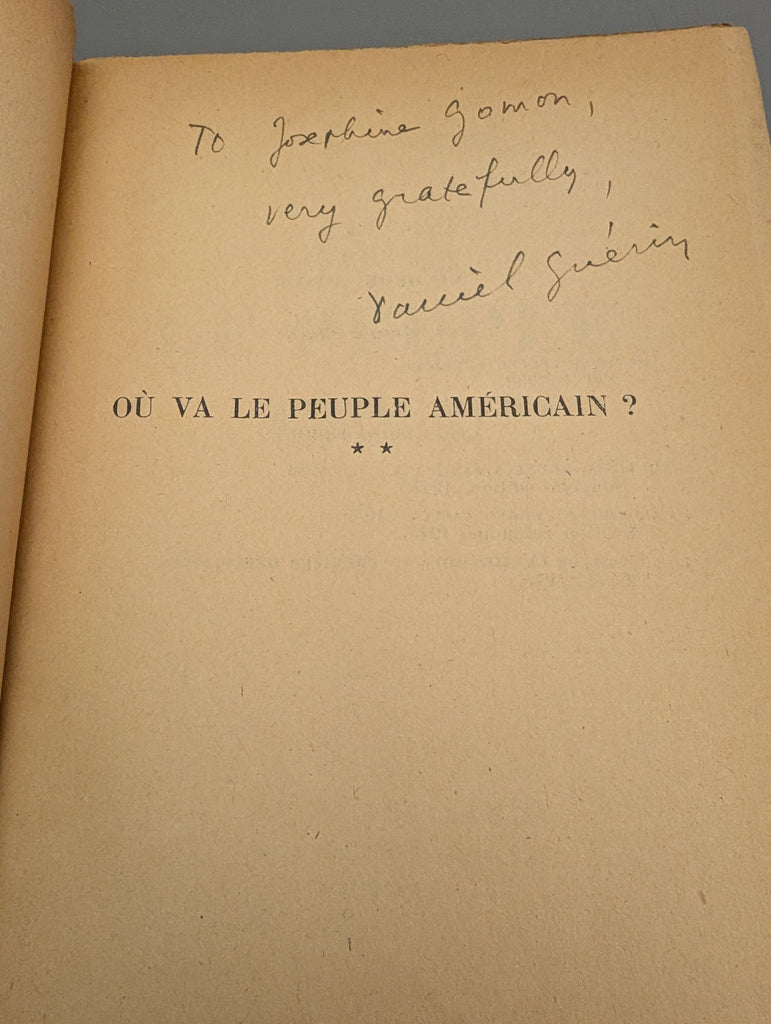 To Josephine Gomon,
very gratefully,
Daniel Guérin
OÙ VA LE PEUPLE AMÉRICAIN ?
★ ★